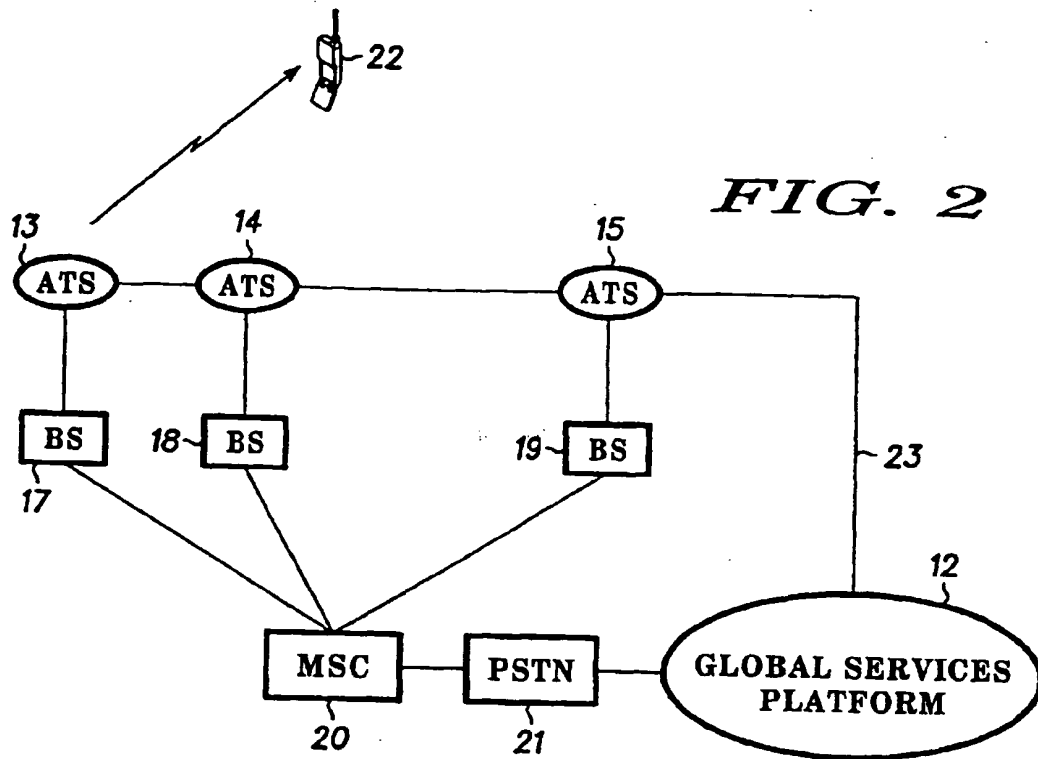 22
FIG. 2
13
14
15
ATS
ATS
ATS
BS
18
BS
19
BS
17
23
12
MSC
PSTN
GLOBAL SERVICES
PLATFORM
20
21